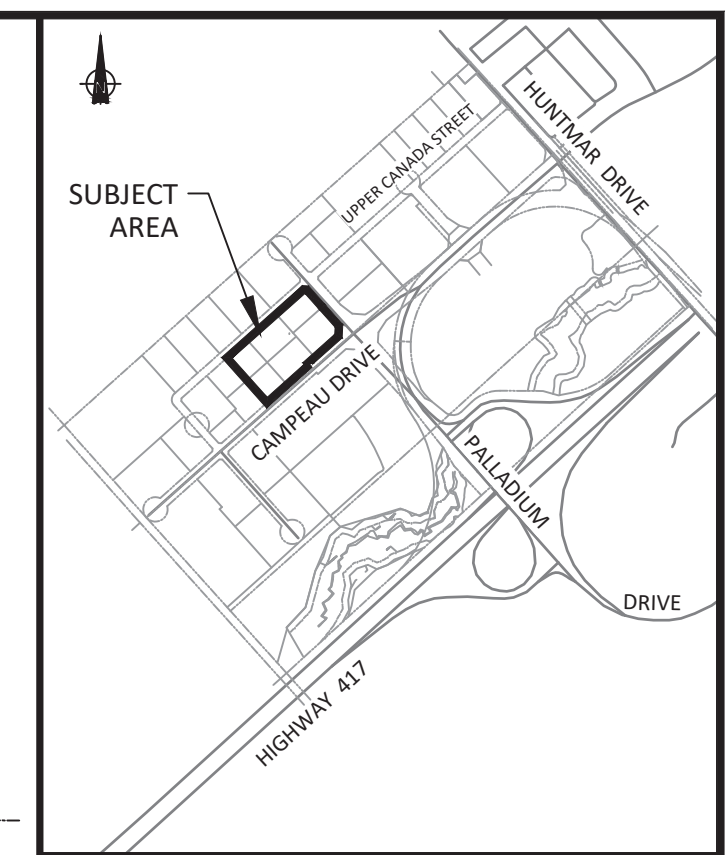 N
HUNTMAR DRIVE
UPPER CANADA STREET
SUBJECT
AREA
CAMPEAU DRIVE
PALLADIUM
DRIVE
HIGHWAY 417